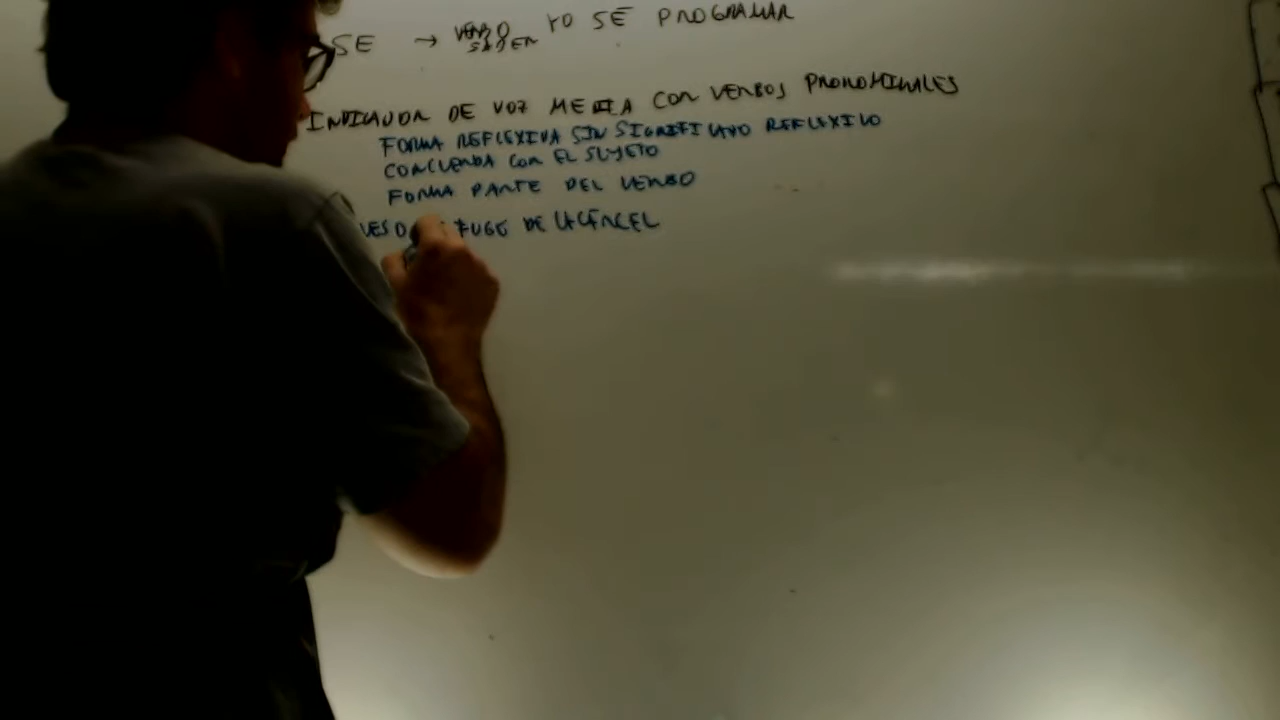 SE → VERBO SABER YO SÉ PROGRAMAR
INDICADOR DE VOZ MEDIA CON VERBOS PRONOMINALES
FORMA REFLEXIVA SIN SIGNIFICADO REFLEXIVO
CONCUERDA CON EL SUJETO
FORMA PARTE DEL VERBO
FUGÓ DE LA CÁRCEL